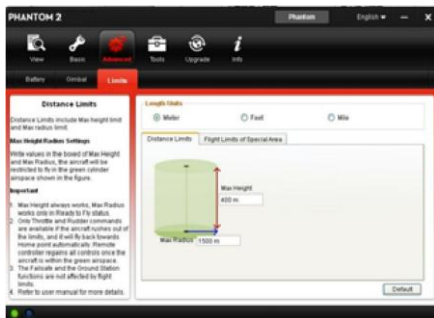 PHANTOM 2
Phantom
English
View
Basic
Advanced
Tools
Upgrade
Info
Battery
Gimbal
Limits
Distance Limits
Distance Limits include Max height limit
and Max radius limit.
Max Height Radius Settings
Write values in the boxed of Max Height
and Max Radius, the aircraft will be
restricted to fly in the green cylinder
airspace shown in the figure.
Important
1. Max Height always works, Max Radius
works only in Ready to Fly status.
2. Only Throttle and Rudder commands
are available if the aircraft rushes out of
the limits, and it will fly back towards
Home point automatically. Remote
controller regains all controls once the
aircraft is within the green airspace.
3. The Failsafe and the Ground Station
functions are not affected by flight
limits.
4. Refer to user manual for more details.
Length Units
Meter
Feet
Mile
Distance Limits
Flight Limits of Special Area
Max Height
400 m
Max Radius 1500 m
Default